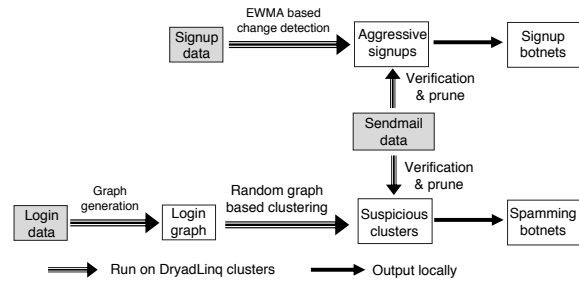 EWMA based
change detection
Signup
data
Aggressive
signups
Signup
botnets
Verification
& prune
Sendmail
data
Verification
& prune
Graph
generation
Random graph
based clustering
Login
data
Login
graph
Suspicious
clusters
Spamming
botnets
Run on DryadLinq clusters
Output locally